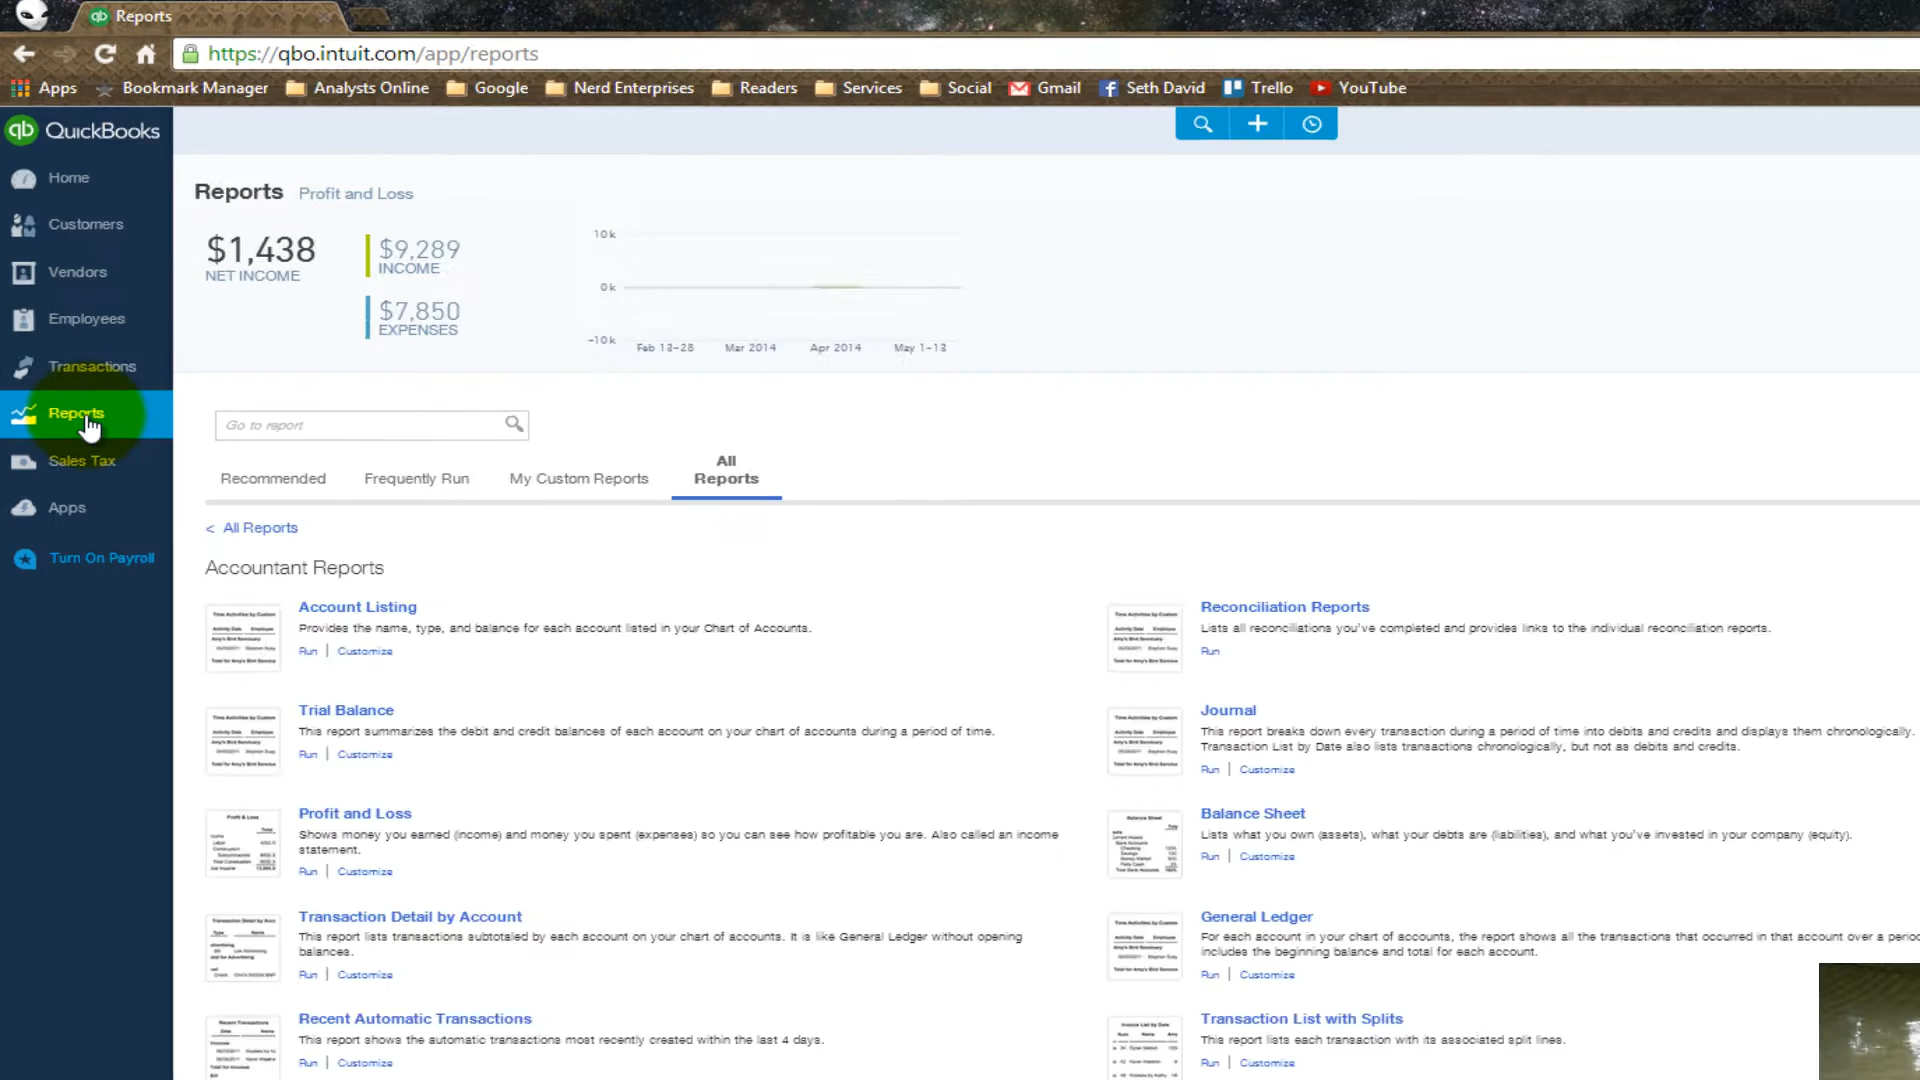 Reports
https://qbo.intuit.com/app/reports
Apps Bookmark Manager Analysts Online Google Nerd Enterprises Readers Services Social Gmail Seth David Trello YouTube
qb QuickBooks
Home
Customers
Vendors
Employees
Transactions
Reports
Sales Tax
Apps
Turn On Payroll
Reports Profit and Loss
$1,438
NET INCOME
$9,289
INCOME
$7,850
EXPENSES
10k
0k
-10k
Feb 13-28 Mar 2014 Apr 2014 May 1-13
Go to report
Recommended Frequently Run My Custom Reports All Reports
< All Reports
Accountant Reports
Account Listing
Provides the name, type, and balance for each account listed in your Chart of Accounts.
Run | Customize
Reconciliation Reports
Lists all reconciliations you've completed and provides links to the individual reconciliation reports.
Run
Trial Balance
This report summarizes the debit and credit balances of each account on your chart of accounts during a period of time.
Run | Customize
Journal
This report breaks down every transaction during a period of time into debits and credits and displays them chronologically.
Transaction List by Date also lists transactions chronologically, but not as debits and credits.
Run | Customize
Profit and Loss
Shows money you earned (income) and money you spent (expenses) so you can see how profitable you are. Also called an income
statement.
Run | Customize
Balance Sheet
Lists what you own (assets), what your debts are (liabilities), and what you've invested in your company (equity).
Run | Customize
Transaction Detail by Account
This report lists transactions subtotaled by each account on your chart of accounts. It is like General Ledger without opening
balances.
Run | Customize
General Ledger
For each account in your chart of accounts, the report shows all the transactions that occurred in that account over a period
includes the beginning balance and total for each account.
Run | Customize
Recent Automatic Transactions
This report shows the automatic transactions most recently created within the last 4 days.
Run | Customize
Transaction List with Splits
This report lists each transaction with its associated split lines.
Run | Customize